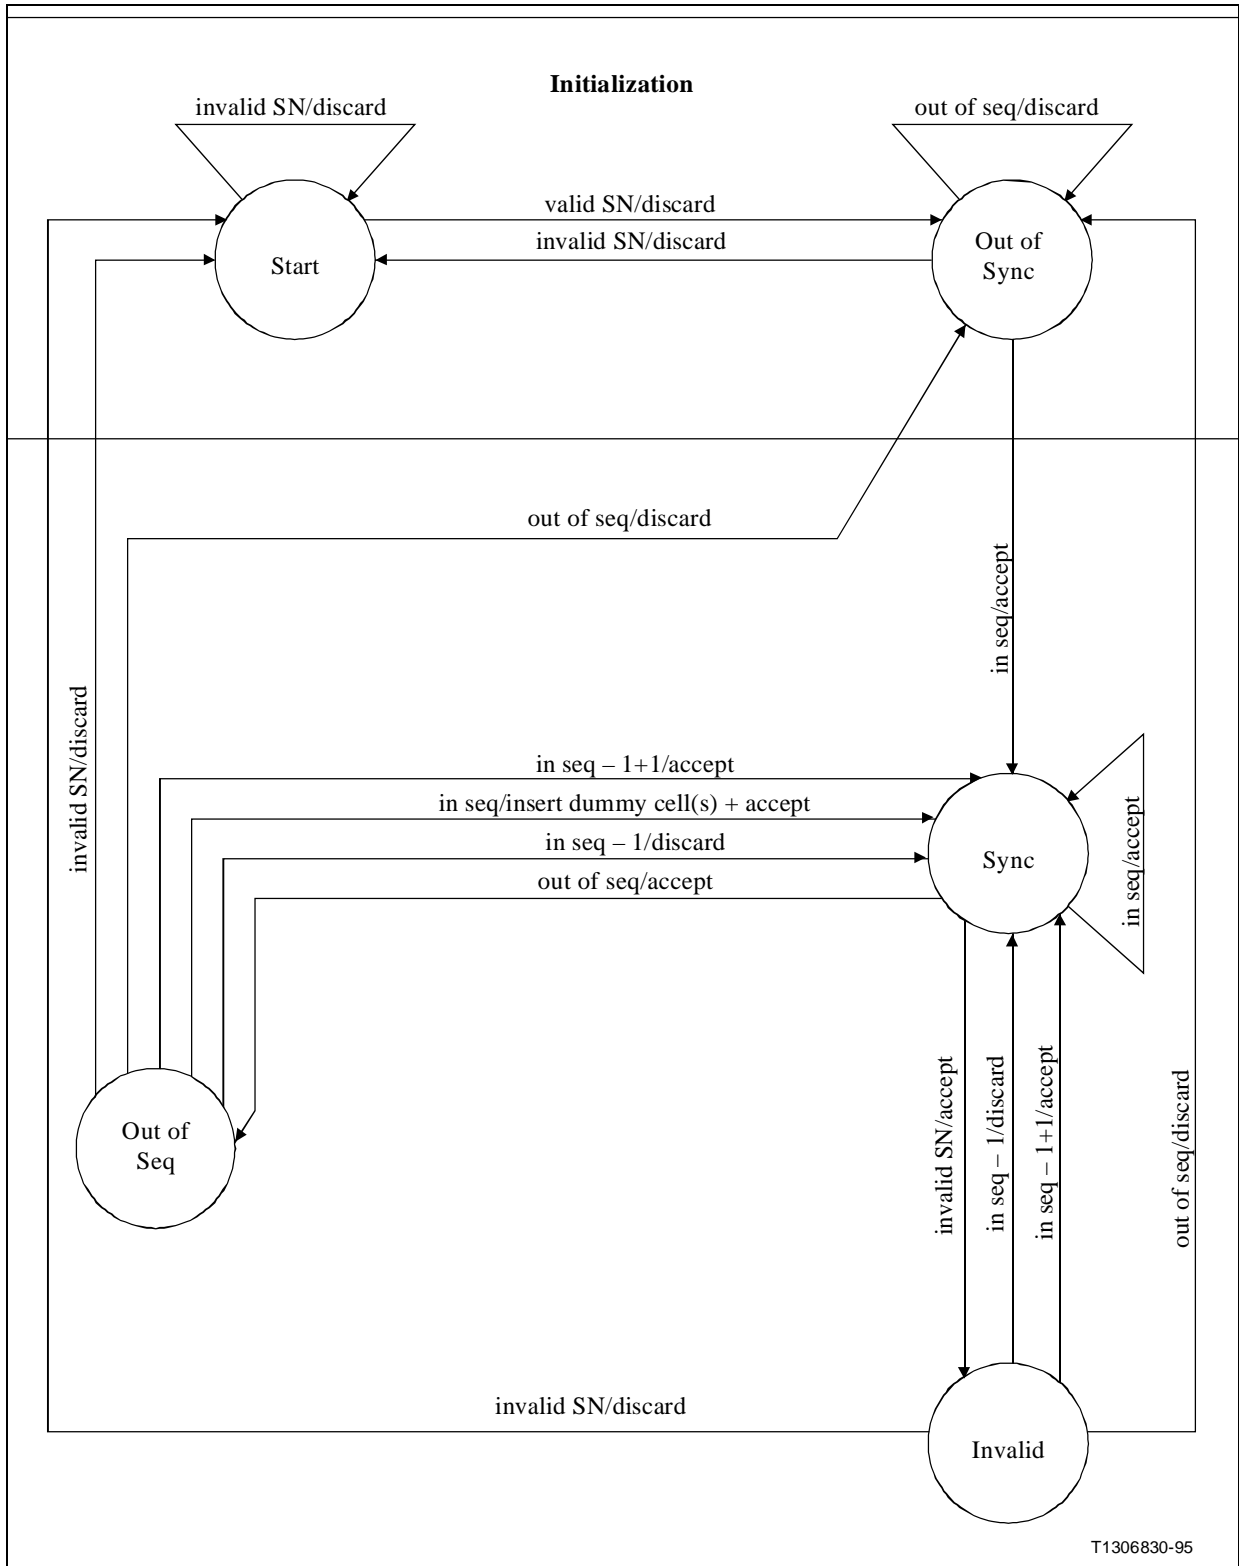 Initialization
invalid SN/discard
out of seq/discard
valid SN/discard
invalid SN/discard
Start
Out of
Sync
out of seq/discard
in seq/accept
invalid SN/discard
in seq – 1+1/accept
in seq/insert dummy cell(s) + accept
in seq – 1/discard
out of seq/accept
Sync
in seq/accept
Out of
Seq
invalid SN/accept
in seq – 1/discard
in seq – 1+1/accept
out of seq/discard
invalid SN/discard
Invalid
T1306830-95